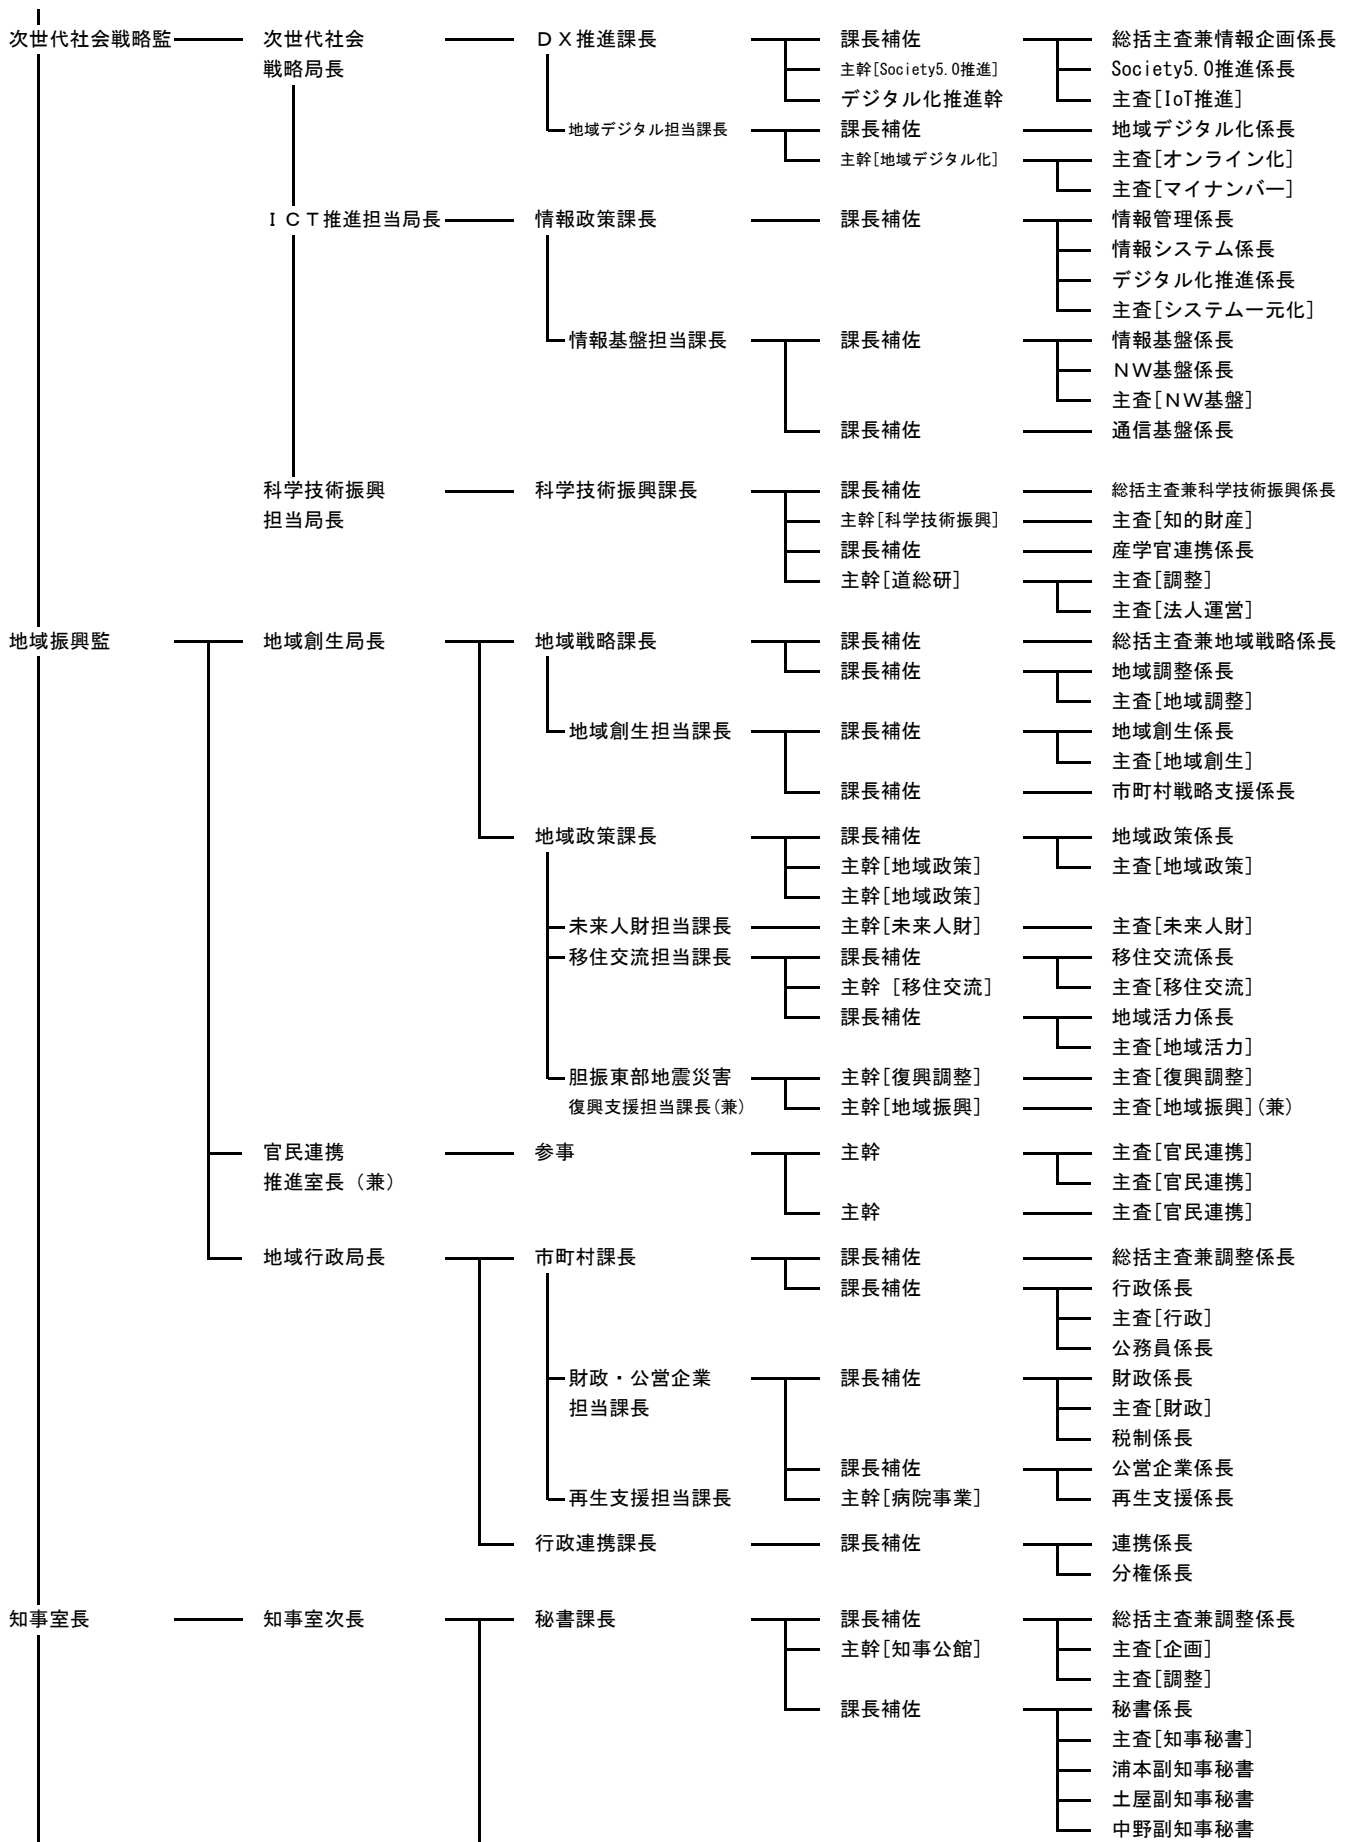 次世代社会戦略監 次世代社会 ＤＸ推進課長 課長補佐 総括主査兼情報企画係長
戦略局長 主幹[Society5.0推進] Society5.0推進係長
デジタル化推進幹 主査[IoT推進]
地域デジタル担当課長 課長補佐 地域デジタル化係長
主幹[地域デジタル化] 主査[オンライン化]
主査[マイナンバー]
ＩＣＴ推進担当局長 情報政策課長 課長補佐 情報管理係長
情報システム係長
デジタル化推進係長
主査[システム一元化]
情報基盤担当課長 課長補佐 情報基盤係長
ＮＷ基盤係長
主査[ＮＷ基盤]
課長補佐 通信基盤係長
科学技術振興 科学技術振興課長 課長補佐 総括主査兼科学技術振興係長
担当局長 主幹[科学技術振興] 主査[知的財産]
課長補佐 産学官連携係長
主幹[道総研] 主査[調整]
主査[法人運営]
地域振興監 地域創生局長 地域戦略課長 課長補佐 総括主査兼地域戦略係長
課長補佐 地域調整係長
主査[地域調整]
地域創生担当課長 課長補佐 地域創生係長
主査[地域創生]
課長補佐 市町村戦略支援係長
地域政策課長 課長補佐 地域政策係長
主幹[地域政策] 主査[地域政策]
主幹[地域政策]
未来人財担当課長 主幹[未来人財] 主査[未来人財]
移住交流担当課長 課長補佐 移住交流係長
主幹［移住交流］ 主査[移住交流]
課長補佐 地域活力係長
主査[地域活力]
胆振東部地震災害 主幹[復興調整] 主査[復興調整]
復興支援担当課長(兼) 主幹[地域振興] 主査[地域振興](兼)
官民連携 参事 主幹 主査[官民連携]
推進室長（兼） 主査[官民連携]
主幹 主査[官民連携]
地域行政局長 市町村課長 課長補佐 総括主査兼調整係長
課長補佐 行政係長
主査[行政]
公務員係長
財政・公営企業 課長補佐 財政係長
担当課長 主査[財政]
税制係長
課長補佐 公営企業係長
再生支援担当課長 主幹[病院事業] 再生支援係長
行政連携課長 課長補佐 連携係長
分権係長
知事室長 知事室次長 秘書課長 課長補佐 総括主査兼調整係長
主幹[知事公館] 主査[企画]
主査[調整]
課長補佐 秘書係長
主査[知事秘書]
浦本副知事秘書
土屋副知事秘書
中野副知事秘書